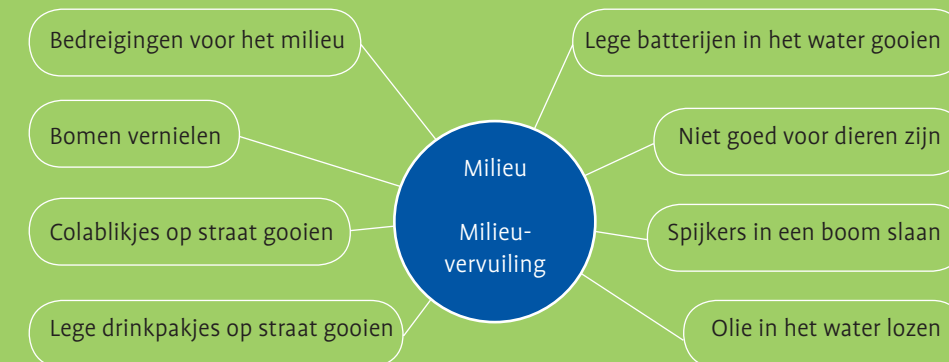 Bedreigingen voor het milieu
Bomen vernielen
Colablikjes op straat gooien
Lege drinkpakjes op straat gooien
Milieu
Milieu-
vervuiling
Lege batterijen in het water gooien
Niet goed voor dieren zijn
Spijkers in een boom slaan
Olie in het water lozen